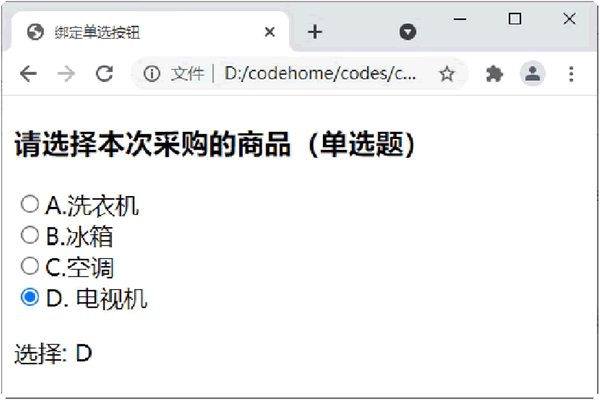 绑定单选按钮
文件 | D:/codehome/codes/c...
请选择本次采购的商品（单选题）
A.洗衣机
B.冰箱
C.空调
D. 电视机
选择: D